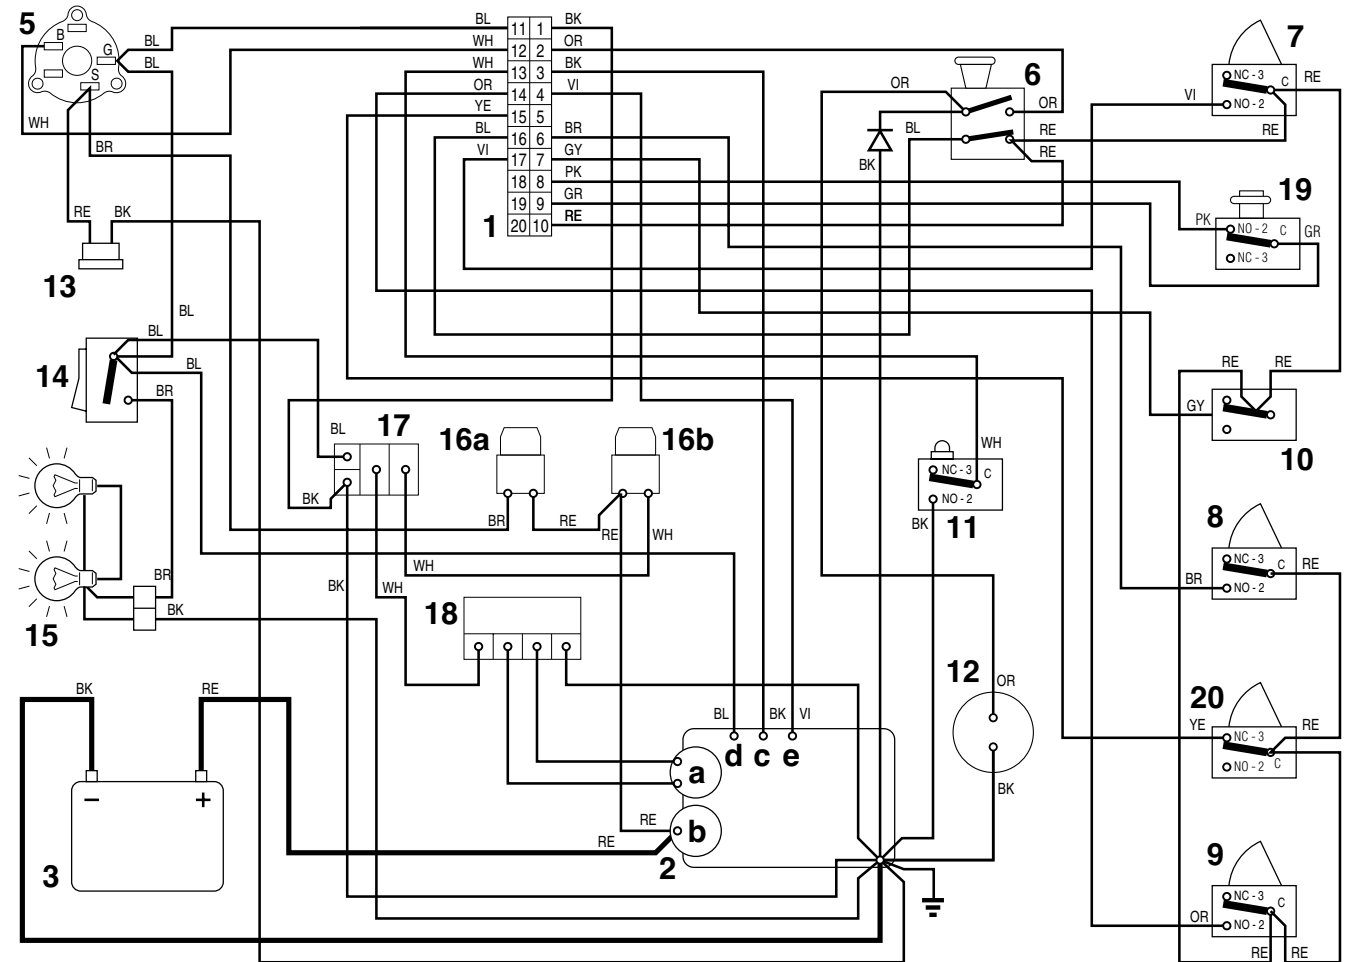 5
B
G
S
BL
BL
WH
BR
RE
BK
13
BL
BL
BL
BR
14
15
BR
BK
BK
RE
3
BL 11 1 BK
WH 12 2 OR
WH 13 3 BK
OR 14 4 VI
YE 15 5
BL 16 6 BR
VI 17 7 GY
18 8 PK
19 9 GR
20 10 RE
1
OR
6
OR
BL
BK
RE
RE
7
NC - 3
C
NO - 2
RE
VI
RE
19
PK
NO - 2
C
GR
NC - 3
RE
RE
GY
10
BL
17
BK
16a
16b
BR
RE
RE
WH
WH
BK
WH
18
11
NC - 3
C
NO - 2
WH
BK
8
NC - 3
C
RE
BR
NO - 2
12
OR
BK
20
YE
NC - 3
RE
NO - 2
C
BL
BK
VI
d c e
a
b
RE
RE
2
9
NC - 3
C
OR
NO - 2
RE
RE